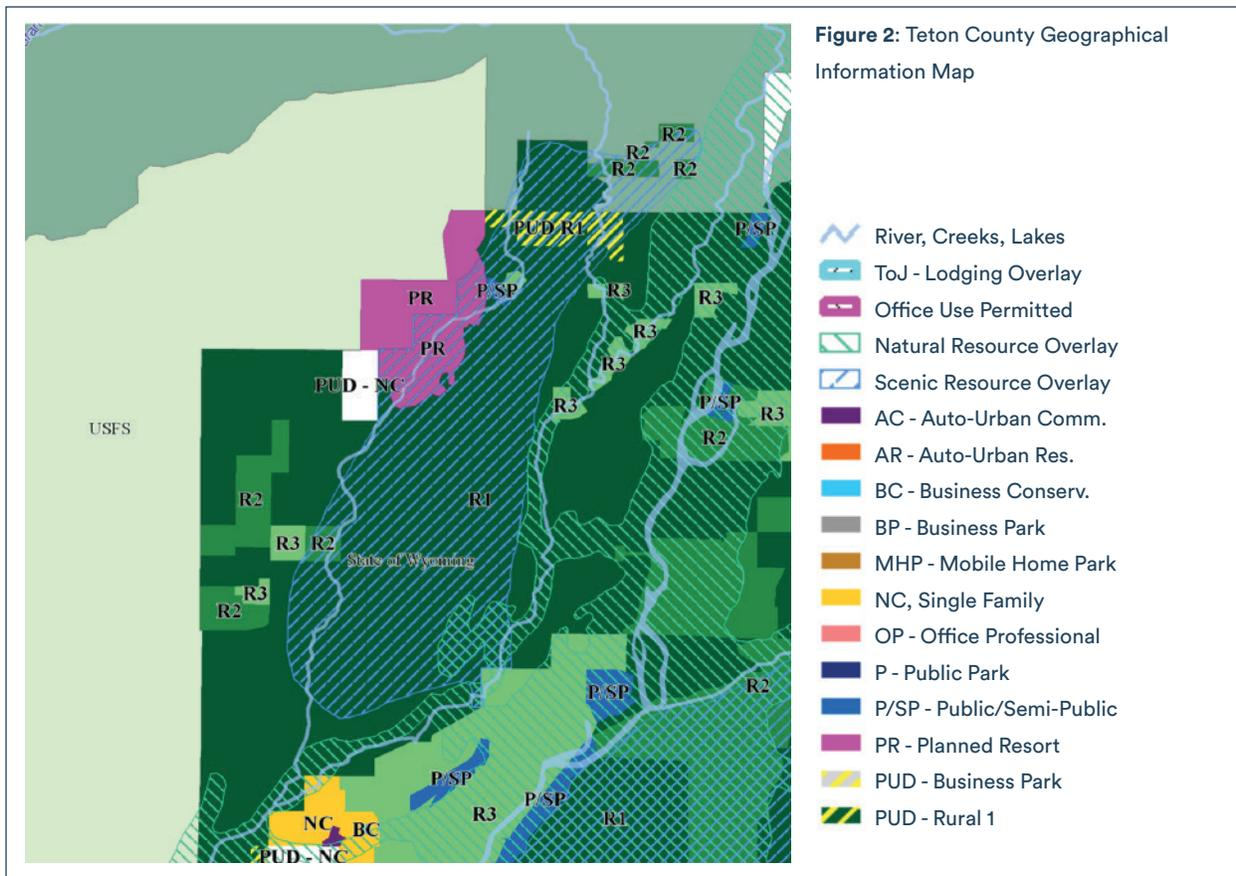 Figure 2: Teton County Geographical
Information Map
R2
R2
R2
R2
PUD R1
P/SP
PR
P/SP
R3
R3
R3
PR
R3
PUD - NC
R3
P/SP
R3
R2
USFS
R2
R1
R3
R2
State of Wyoming
R3
R2
R2
P/SP
P/SP
P/SP
R3
R1
NC
BC
PUD - NC
River, Creeks, Lakes
ToJ - Lodging Overlay
Office Use Permitted
Natural Resource Overlay
Scenic Resource Overlay
AC - Auto-Urban Comm.
AR - Auto-Urban Res.
BC - Business Conserv.
BP - Business Park
MHP - Mobile Home Park
NC, Single Family
OP - Office Professional
P - Public Park
P/SP - Public/Semi-Public
PR - Planned Resort
PUD - Business Park
PUD - Rural 1